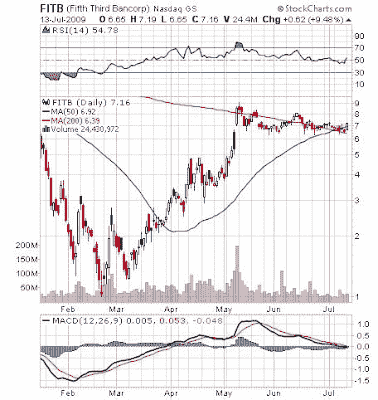 FITB (Fifth Third Bancorp) Nasdaq GS © StockCharts.com
13-Jul-2009 O 6.65 H 7.19 L 6.65 C 7.16 V 24.4M Chg +0.62 (+9.48%)
RSI(14) 54.78
90
70
50
30
10
FITB (Daily) 7.16
MA(50) 6.92
MA(200) 6.39
Volume 24,430,972
9
8
7
6
5
4
3
2
1
200M
150M
100M
50M
Feb Mar Apr May Jun Jul
MACD(12,26,9) 0.005, 0.053, -0.048
1.0
0.5
0.0
-0.5
-1.0
-1.5
Feb Mar Apr May Jun Jul